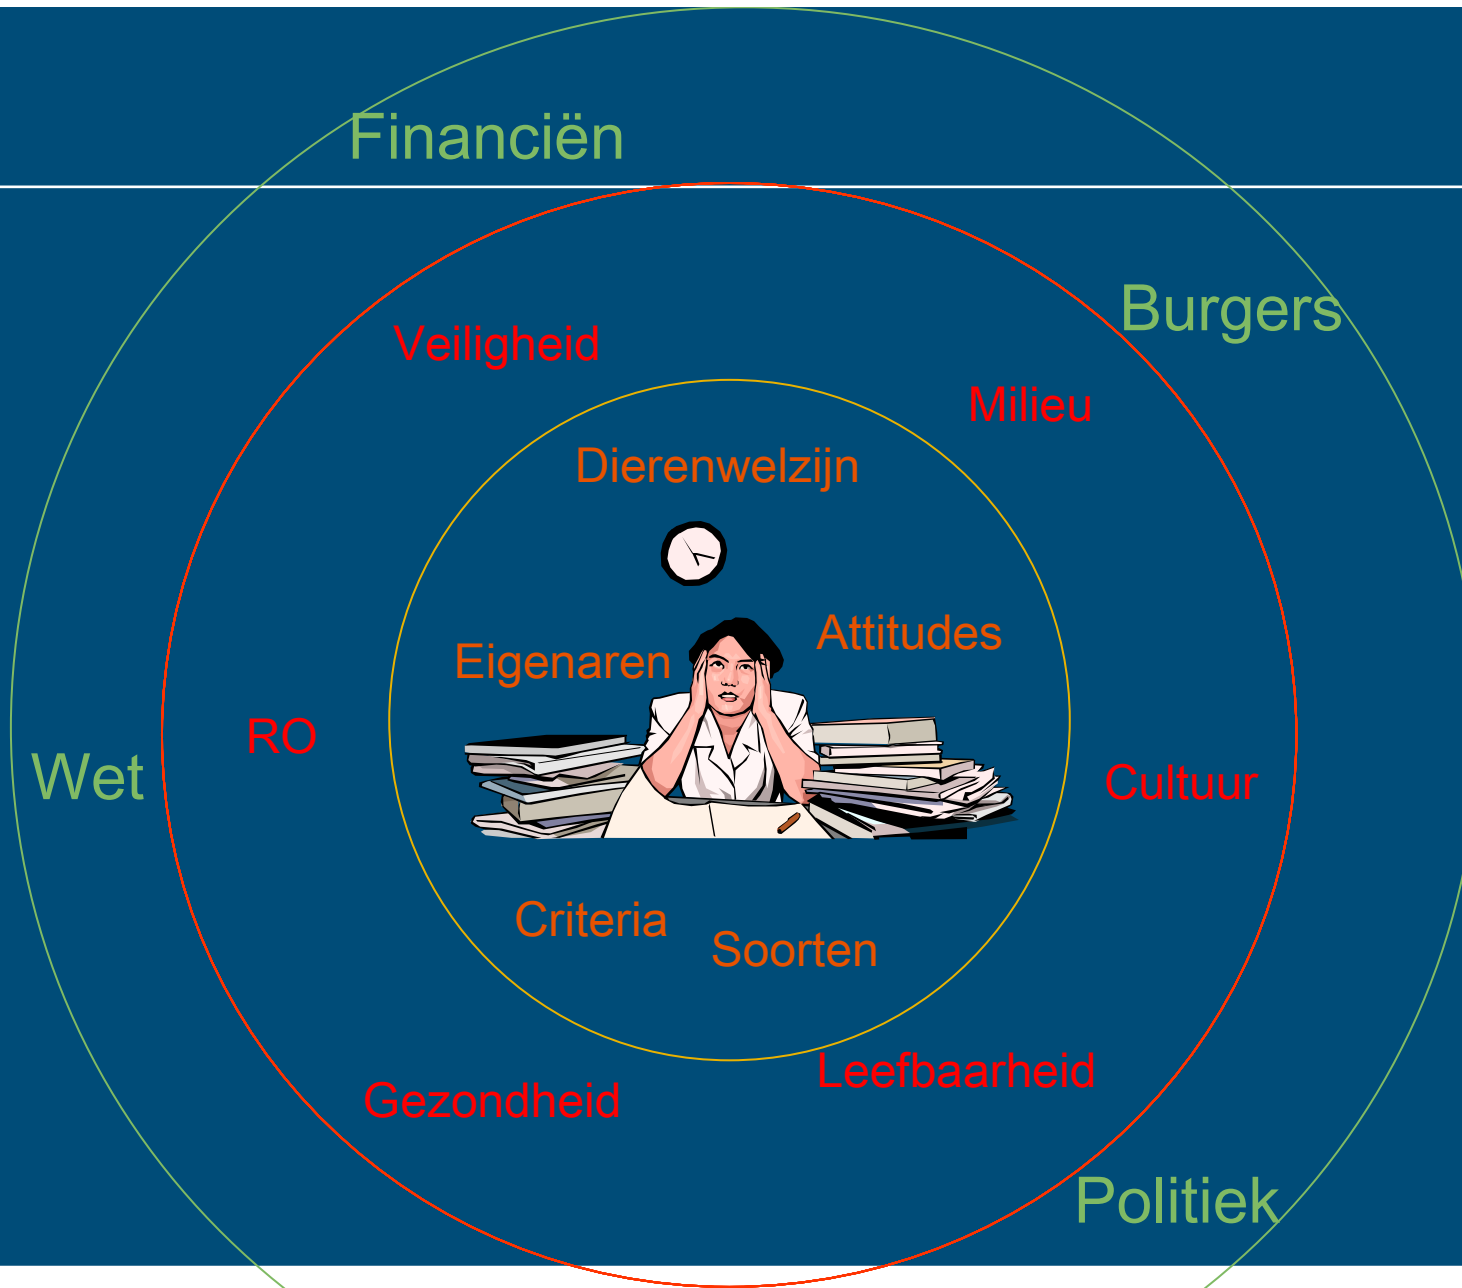 Financiën
Burgers
Veiligheid
Milieu
Dierenwelzijn
Attitudes
Eigenaren
RO
Wet
Cultuur
Criteria
Soorten
Leefbaarheid
Gezondheid
Politiek